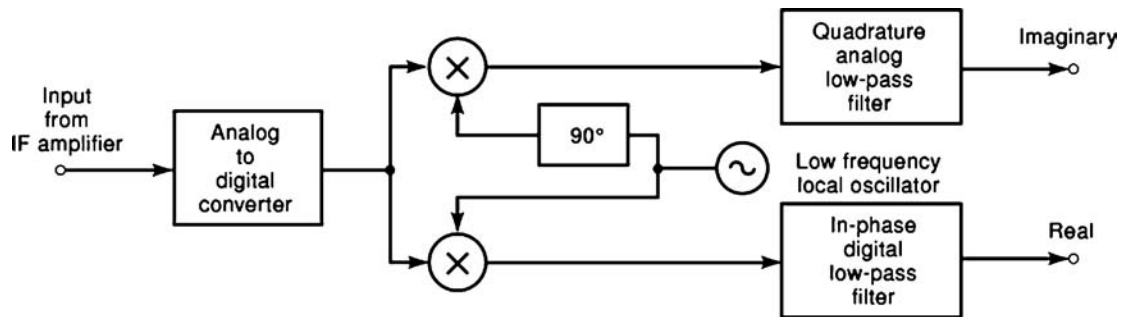 Input
from
IF amplifier
Analog
to
digital
converter
90°
Quadrature
analog
low-pass
filter
Imaginary
Low frequency
local oscillator
In-phase
digital
low-pass
filter
Real